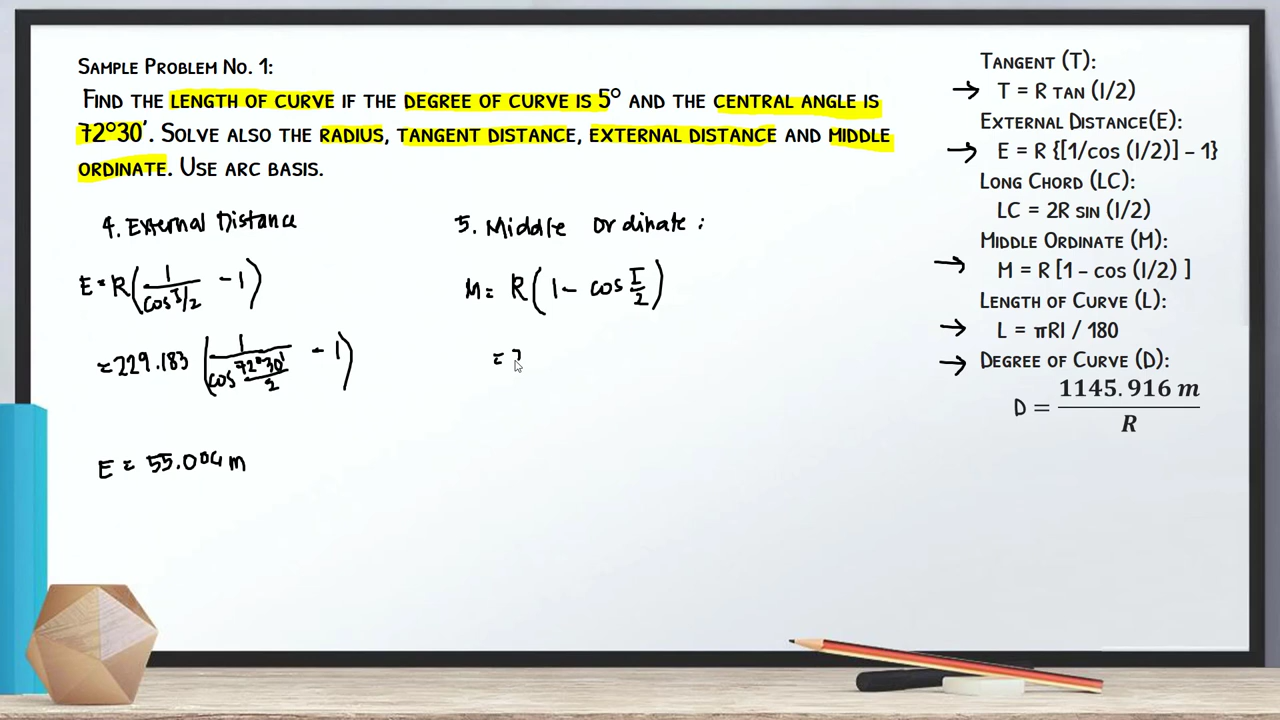 SAMPLE PROBLEM NO. 1:
FIND THE LENGTH OF CURVE IF THE DEGREE OF CURVE IS 5° AND THE CENTRAL ANGLE IS
72°30'. SOLVE ALSO THE RADIUS, TANGENT DISTANCE, EXTERNAL DISTANCE AND MIDDLE
ORDINATE. USE ARC BASIS.
4. External Distance
E = R(1/cos I/2 - 1)
= 229.183 (1/cos 72°30'/2 - 1)
E = 55.004 m
5. Middle Ordinate:
M = R(1 - cos I/2)
=
TANGENT (T):
→ T = R TAN (I/2)
EXTERNAL DISTANCE(E):
→ E = R {[1/COS (I/2)] - 1}
LONG CHORD (LC):
LC = 2R SIN (I/2)
MIDDLE ORDINATE (M):
→ M = R [1 - COS (I/2) ]
LENGTH OF CURVE (L):
→ L = πRI / 180
→ DEGREE OF CURVE (D):
D = 1145.916 m / R